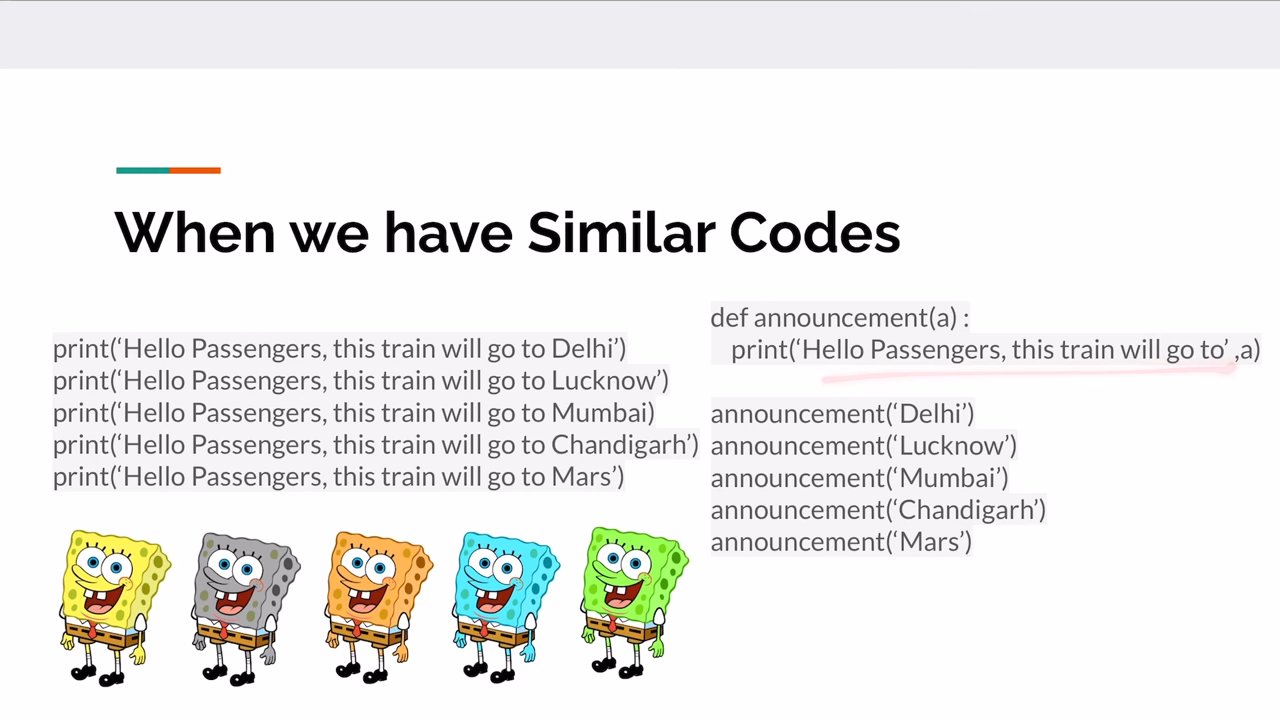 When we have Similar Codes
print(‘Hello Passengers, this train will go to Delhi’)
print(‘Hello Passengers, this train will go to Lucknow’)
print(‘Hello Passengers, this train will go to Mumbai)
print(‘Hello Passengers, this train will go to Chandigarh’)
print(‘Hello Passengers, this train will go to Mars’)
def announcement(a) :
print(‘Hello Passengers, this train will go to’ ,a)
announcement(‘Delhi’)
announcement(‘Lucknow’)
announcement(‘Mumbai’)
announcement(‘Chandigarh’)
announcement(‘Mars’)